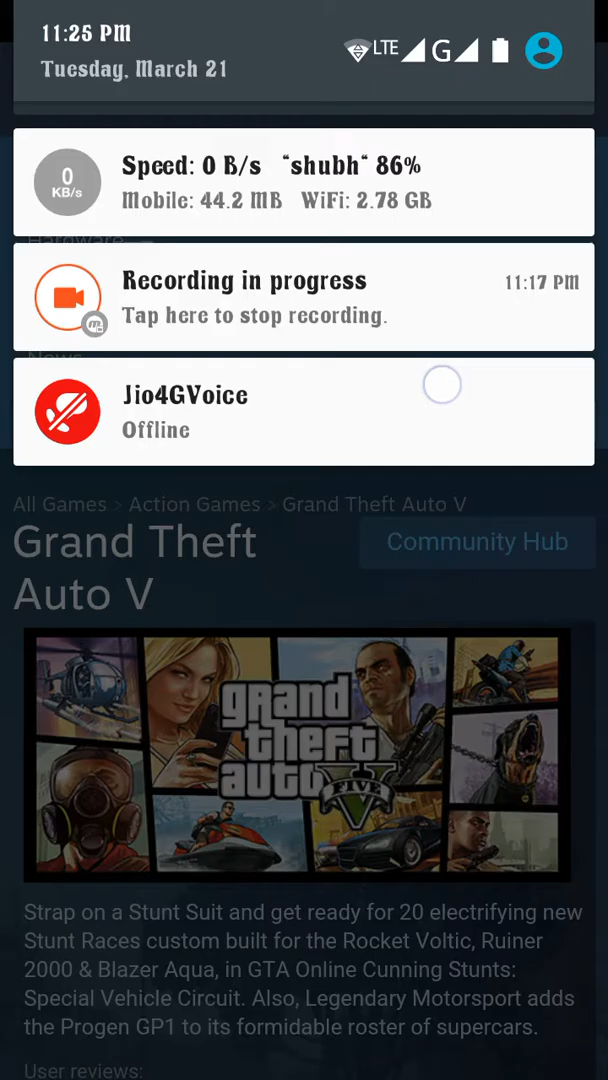 11:25 PM
LTE
G
Tuesday, March 21
0
KB/s
Speed: 0 B/s "shubh" 86%
Mobile: 44.2 MB WiFi: 2.78 GB
Hardware
Recording in progress
11:17 PM
Tap here to stop recording.
News
Jio4GVoice
Offline
All Games > Action Games > Grand Theft Auto V
Grand Theft
Auto V
Community Hub
grand
theft
auto V
FIVE
Strap on a Stunt Suit and get ready for 20 electrifying new
Stunt Races custom built for the Rocket Voltic, Ruiner
2000 & Blazer Aqua, in GTA Online Cunning Stunts:
Special Vehicle Circuit. Also, Legendary Motorsport adds
the Progen GP1 to its formidable roster of supercars.
User reviews: